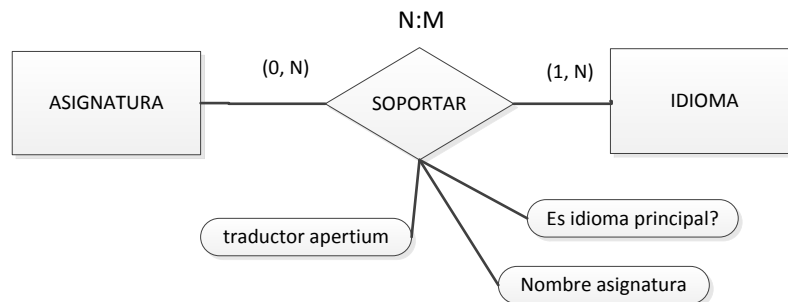 N:M
(0, N)
(1, N)
ASIGNATURA
SOPORTAR
IDIOMA
Es idioma principal?
traductor apertium
Nombre asignatura